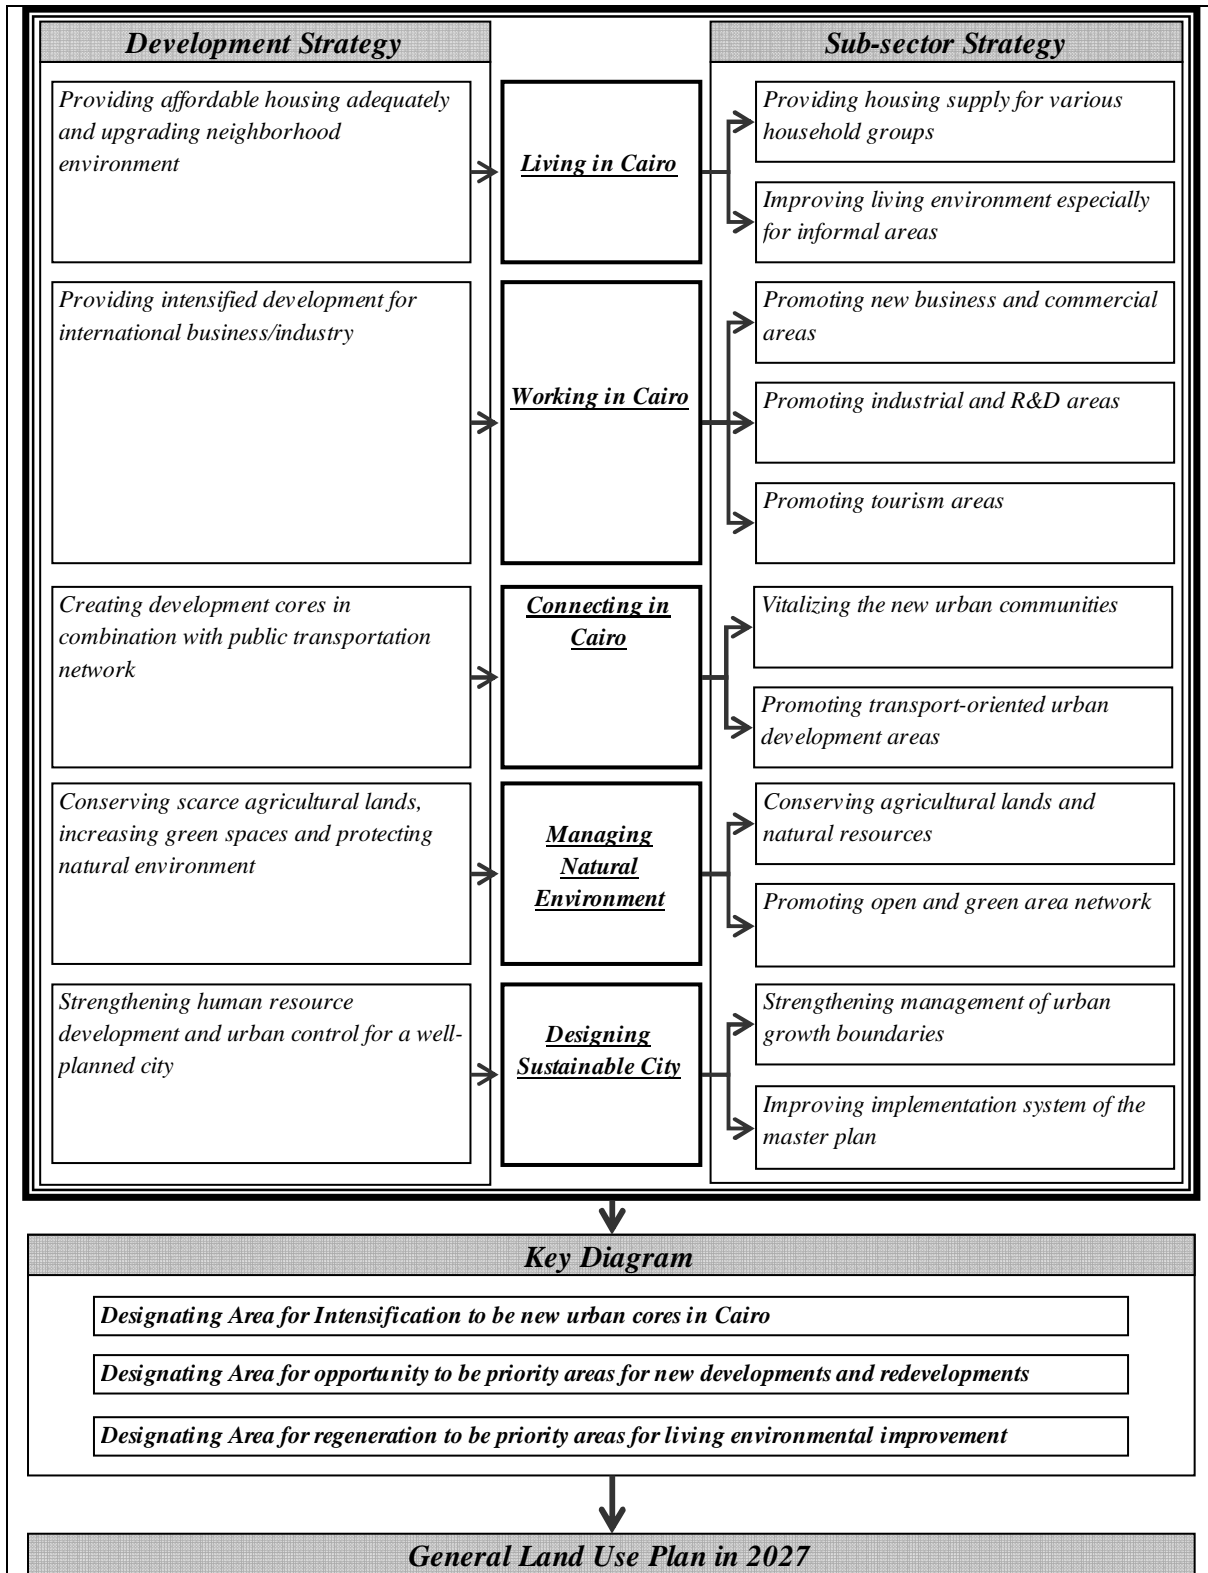 Development Strategy
Sub-sector Strategy
Providing affordable housing adequately
and upgrading neighborhood
environment
Living in Cairo
Providing housing supply for various
household groups
Improving living environment especially
for informal areas
Providing intensified development for
international business/industry
Working in Cairo
Promoting new business and commercial
areas
Promoting industrial and R&D areas
Promoting tourism areas
Creating development cores in
combination with public transportation
network
Connecting in
Cairo
Vitalizing the new urban communities
Promoting transport-oriented urban
development areas
Conserving scarce agricultural lands,
increasing green spaces and protecting
natural environment
Managing
Natural
Environment
Conserving agricultural lands and
natural resources
Promoting open and green area network
Strengthening human resource
development and urban control for a well-
planned city
Designing
Sustainable City
Strengthening management of urban
growth boundaries
Improving implementation system of the
master plan
Key Diagram
Designating Area for Intensification to be new urban cores in Cairo
Designating Area for opportunity to be priority areas for new developments and redevelopments
Designating Area for regeneration to be priority areas for living environmental improvement
General Land Use Plan in 2027